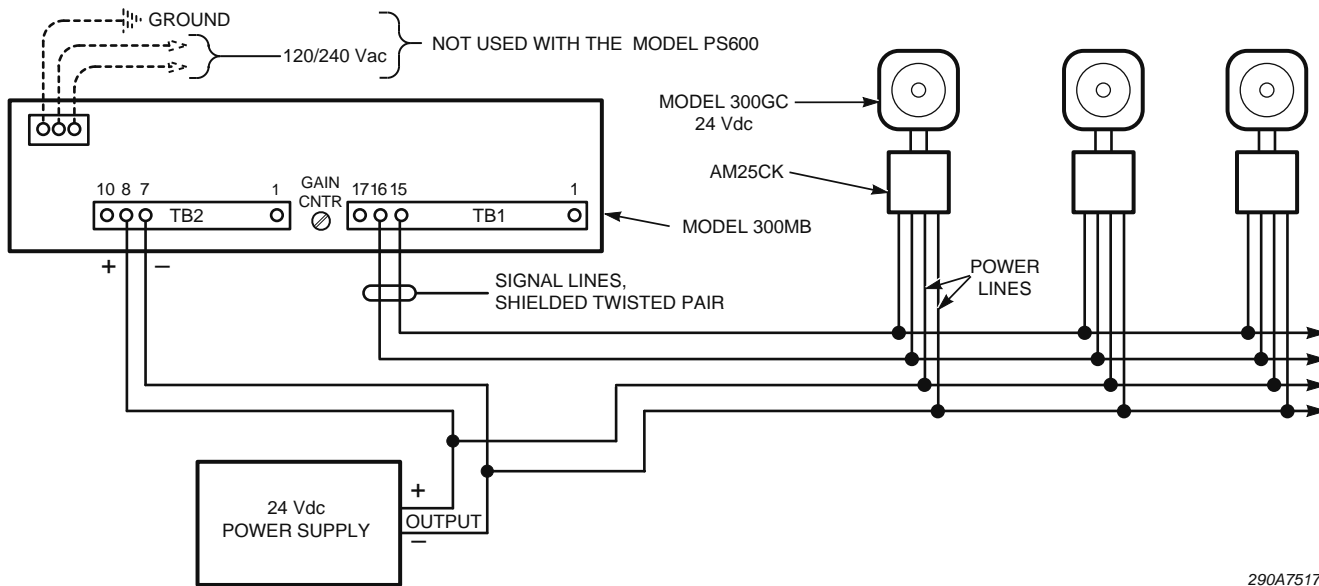 GROUND
120/240 Vac
NOT USED WITH THE MODEL PS600
MODEL 300GC
24 Vdc
AM25CK
10 8 7
1
TB2
GAIN
CNTR
17 16 15
1
TB1
MODEL 300MB
+
–
SIGNAL LINES,
SHIELDED TWISTED PAIR
POWER
LINES
24 Vdc
POWER SUPPLY
+
OUTPUT
–
290A7517